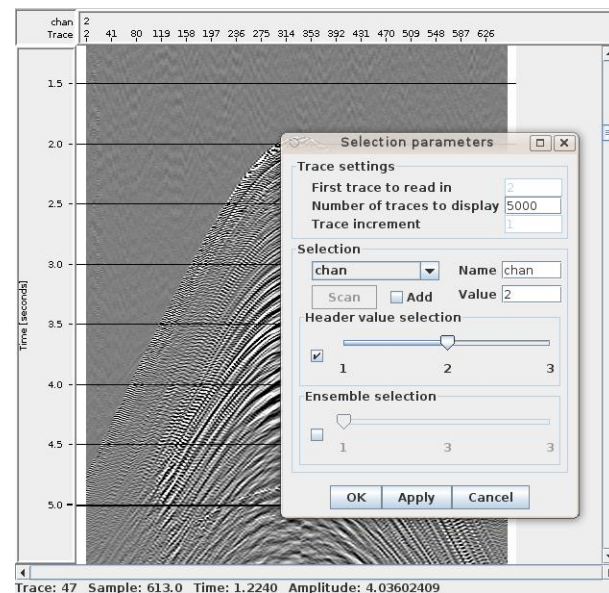 chan 2
Trace 2 41 80 119 158 197 236 275 314 353 392 431 470 509 548 587 626
Selection parameters
Trace settings
First trace to read in 2
Number of traces to display 5000
Trace increment 1
Selection
chan Name chan
Scan Add Value 2
Header value selection
1 2 3
Ensemble selection
1 3 3
OK Apply Cancel
Time [seconds]
1.5
2.0
2.5
3.0
3.5
4.0
4.5
5.0
Trace: 47 Sample: 613.0 Time: 1.2240 Amplitude: 4.03602409